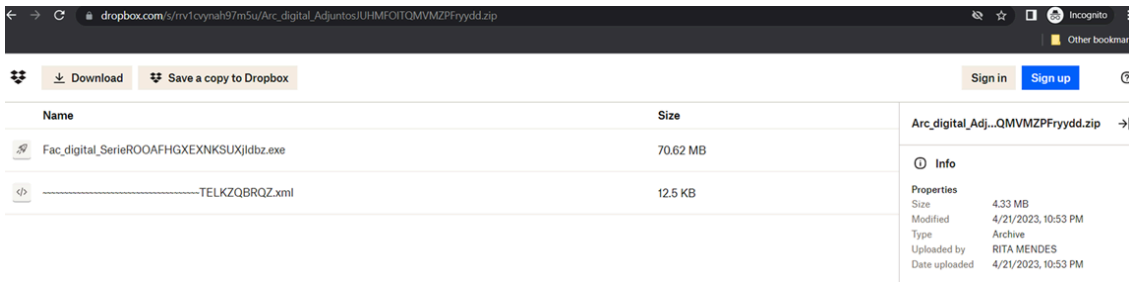 dropbox.com/s/rrv1cvynah97m5u/Arc_digital_AdjuntosJUHMFOITQMVMZPFryydd.zip
Incognito
Other bookmar
Download
Save a copy to Dropbox
Sign in
Sign up
Name
Size
Fac_digital_SerieROOAFHGXEXNKSUXjldbz.exe
70.62 MB
TELKZQBRQZ.xml
12.5 KB
Arc_digital_Adj...QMVMZPFryydd.zip
Info
Properties
Size 4.33 MB
Modified 4/21/2023, 10:53 PM
Type Archive
Uploaded by RITA MENDES
Date uploaded 4/21/2023, 10:53 PM